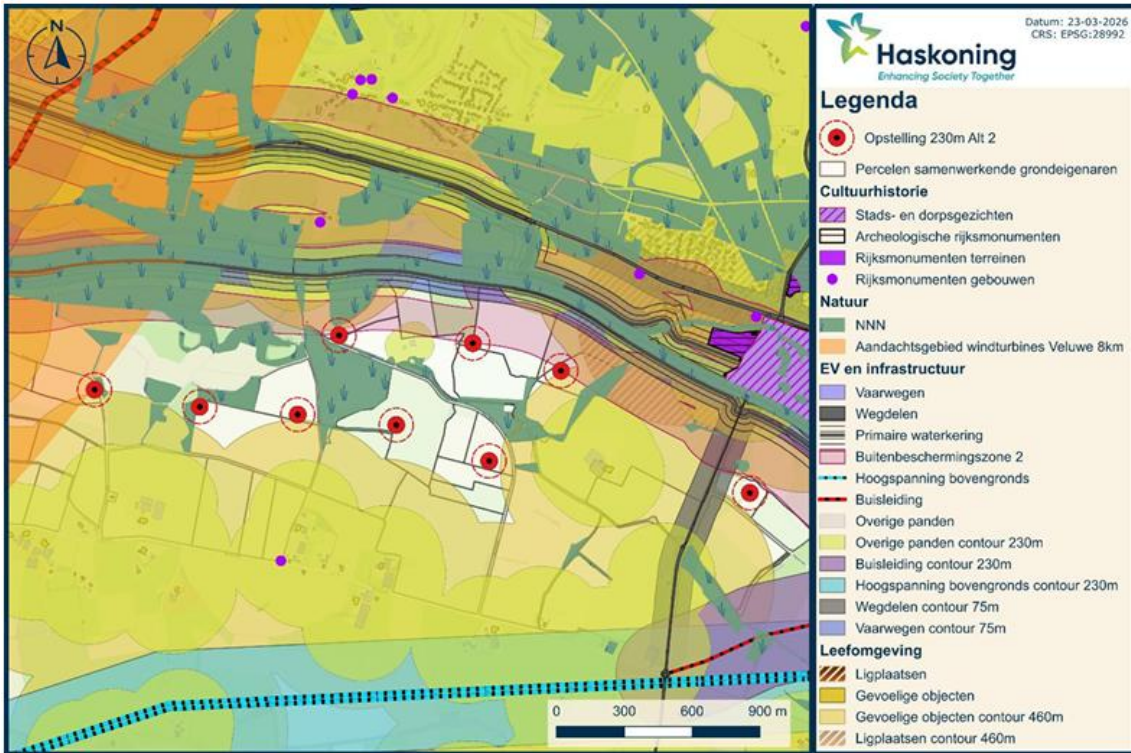 N
0 300 600 900 m
Datum: 23-03-2026
CRS: EPSG:28992
Haskoning
Enhancing Society Together
Legenda
Opstelling 230m Alt 2
Percelen samenwerkende grondeigenaren
Cultuurhistorie
Stads- en dorpsgezichten
Archeologische rijksmonumenten
Rijksmonumenten terreinen
Rijksmonumenten gebouwen
Natuur
NNN
Aandachtsgebied windturbines Veluwe 8km
EV en infrastructuur
Vaarwegen
Wegdelen
Primaire waterkering
Buitenbeschermingszone 2
Hoogspanning bovengronds
Buisleiding
Overige panden
Overige panden contour 230m
Buisleiding contour 230m
Hoogspanning bovengronds contour 230m
Wegdelen contour 75m
Vaarwegen contour 75m
Leefomgeving
Ligplaatsen
Gevoelige objecten
Gevoelige objecten contour 460m
Ligplaatsen contour 460m